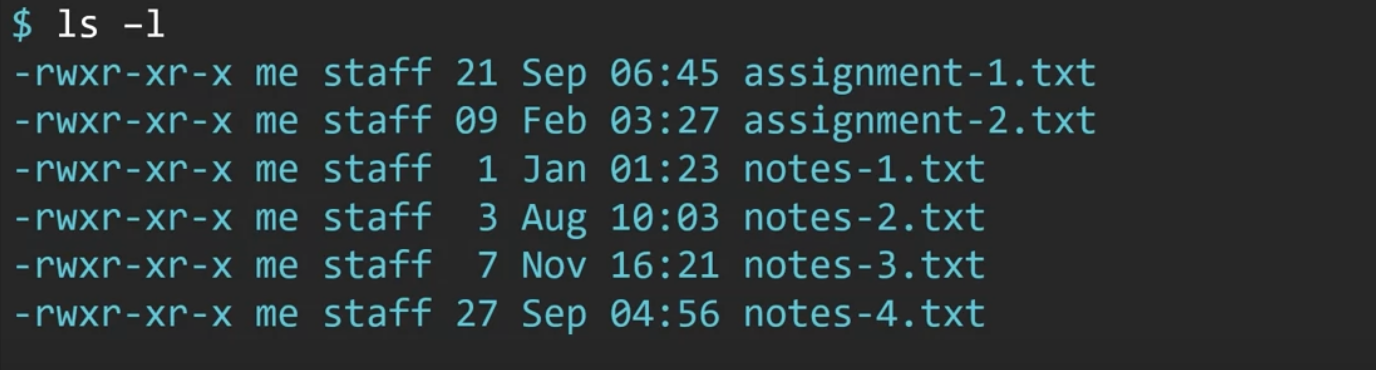 $ ls –l
-rwxr-xr-x me staff 21 Sep 06:45 assignment-1.txt
-rwxr-xr-x me staff 09 Feb 03:27 assignment-2.txt
-rwxr-xr-x me staff  1 Jan 01:23 notes-1.txt
-rwxr-xr-x me staff  3 Aug 10:03 notes-2.txt
-rwxr-xr-x me staff  7 Nov 16:21 notes-3.txt
-rwxr-xr-x me staff 27 Sep 04:56 notes-4.txt